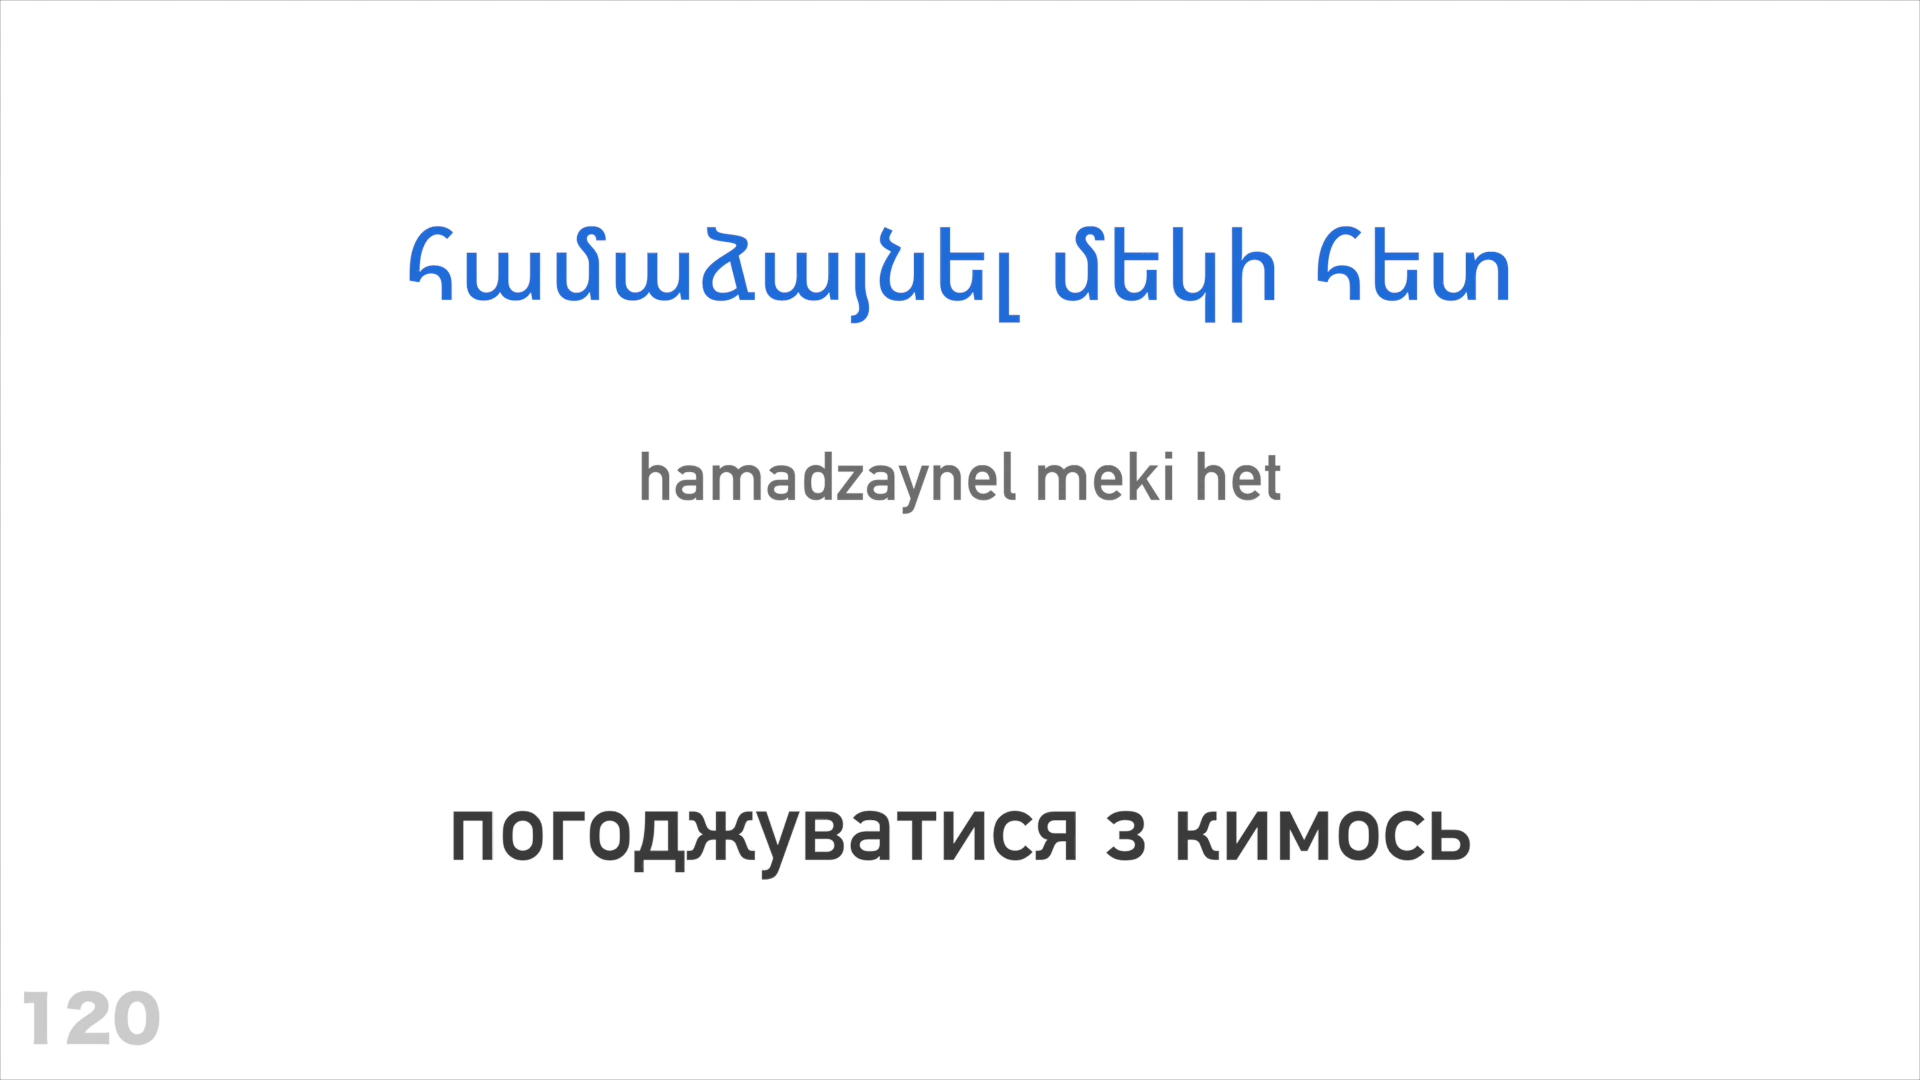 համաձայնել մեկի հետ
hamadzaynel meki het
погоджуватися з кимось
120